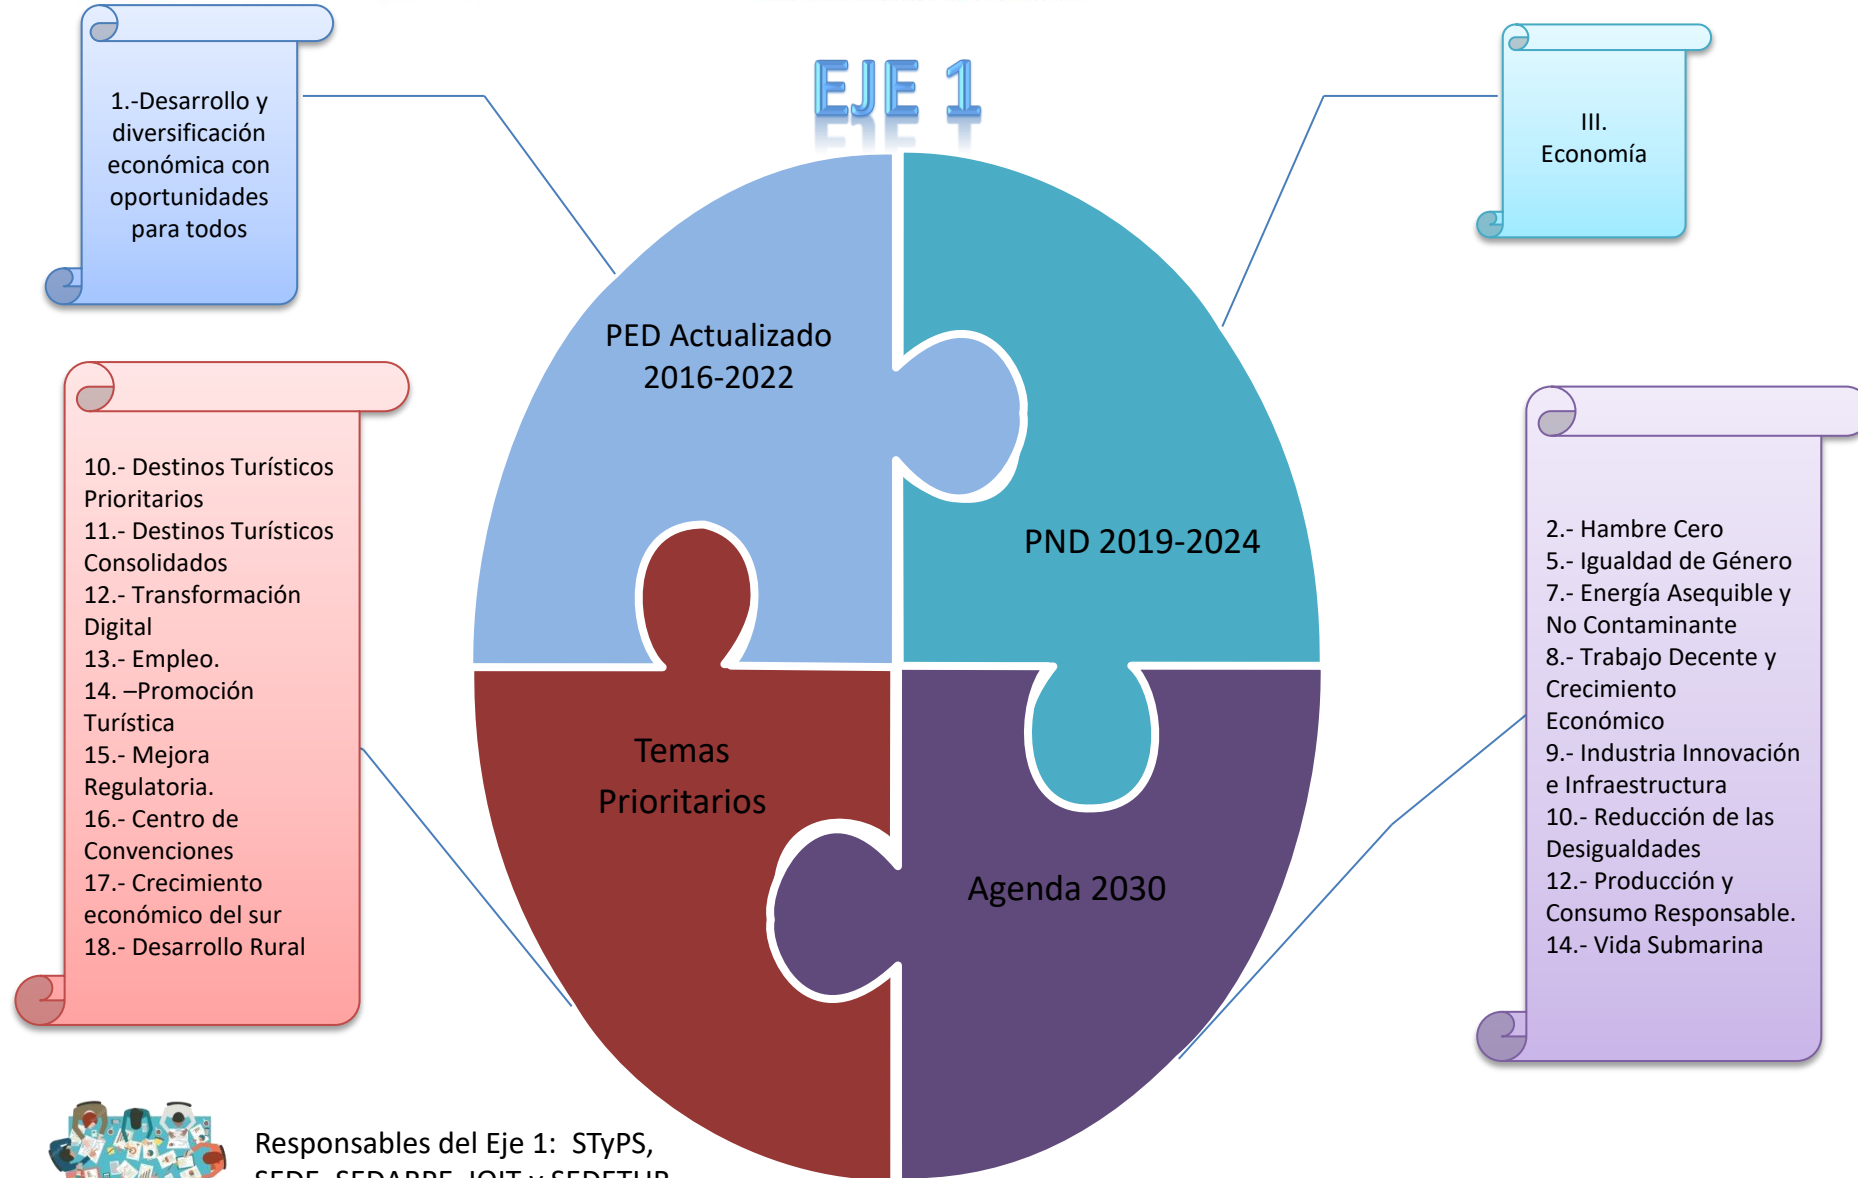 EJE 1
1.-Desarrollo y
diversificación
económica con
oportunidades
para todos
III.
Economía
PED Actualizado
2016-2022
PND 2019-2024
10.- Destinos Turísticos
Prioritarios
11.- Destinos Turísticos
Consolidados
12.- Transformación
Digital
13.- Empleo.
14. –Promoción
Turística
15.- Mejora
Regulatoria.
16.- Centro de
Convenciones
17.- Crecimiento
económico del sur
18.- Desarrollo Rural
Temas
Prioritarios
Agenda 2030
2.- Hambre Cero
5.- Igualdad de Género
7.- Energía Asequible y
No Contaminante
8.- Trabajo Decente y
Crecimiento
Económico
9.- Industria Innovación
e Infraestructura
10.- Reducción de las
Desigualdades
12.- Producción y
Consumo Responsable.
14.- Vida Submarina
Responsables del Eje 1:  STyPS,
SEDE, SEDARPE, IQIT y SEDETUR